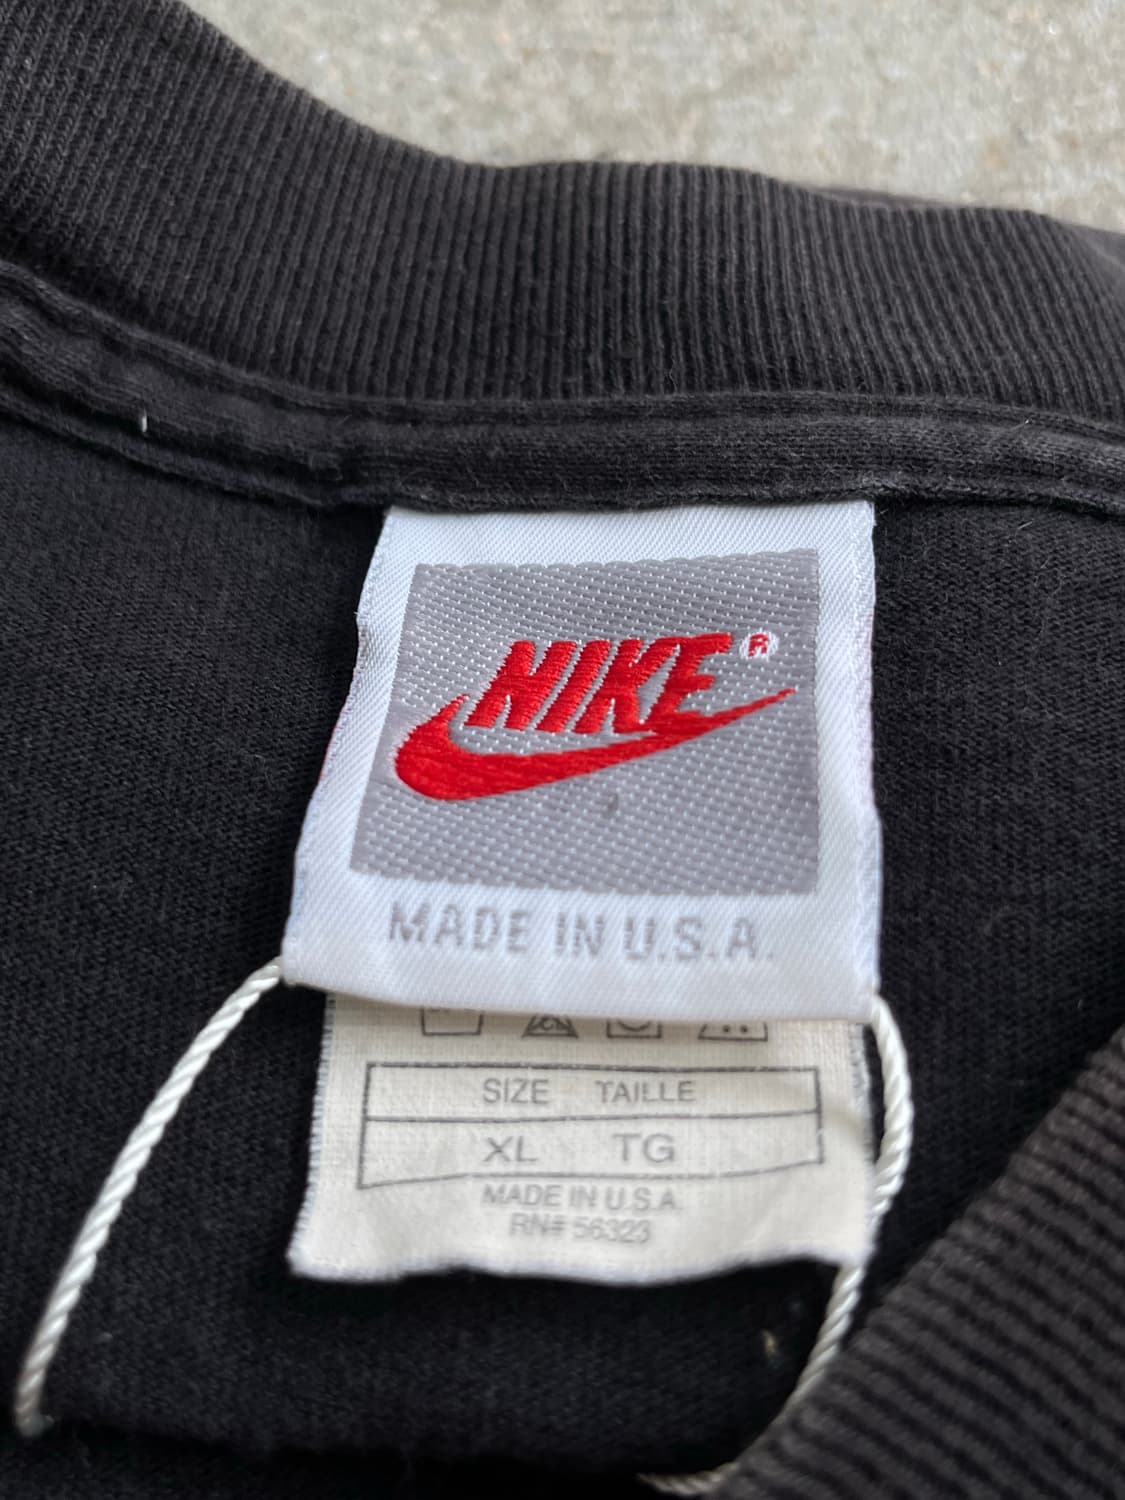 NIKE®
MADE IN U.S.A.
SIZE TAILLE
XL TG
MADE IN U.S.A.
RN# 56323